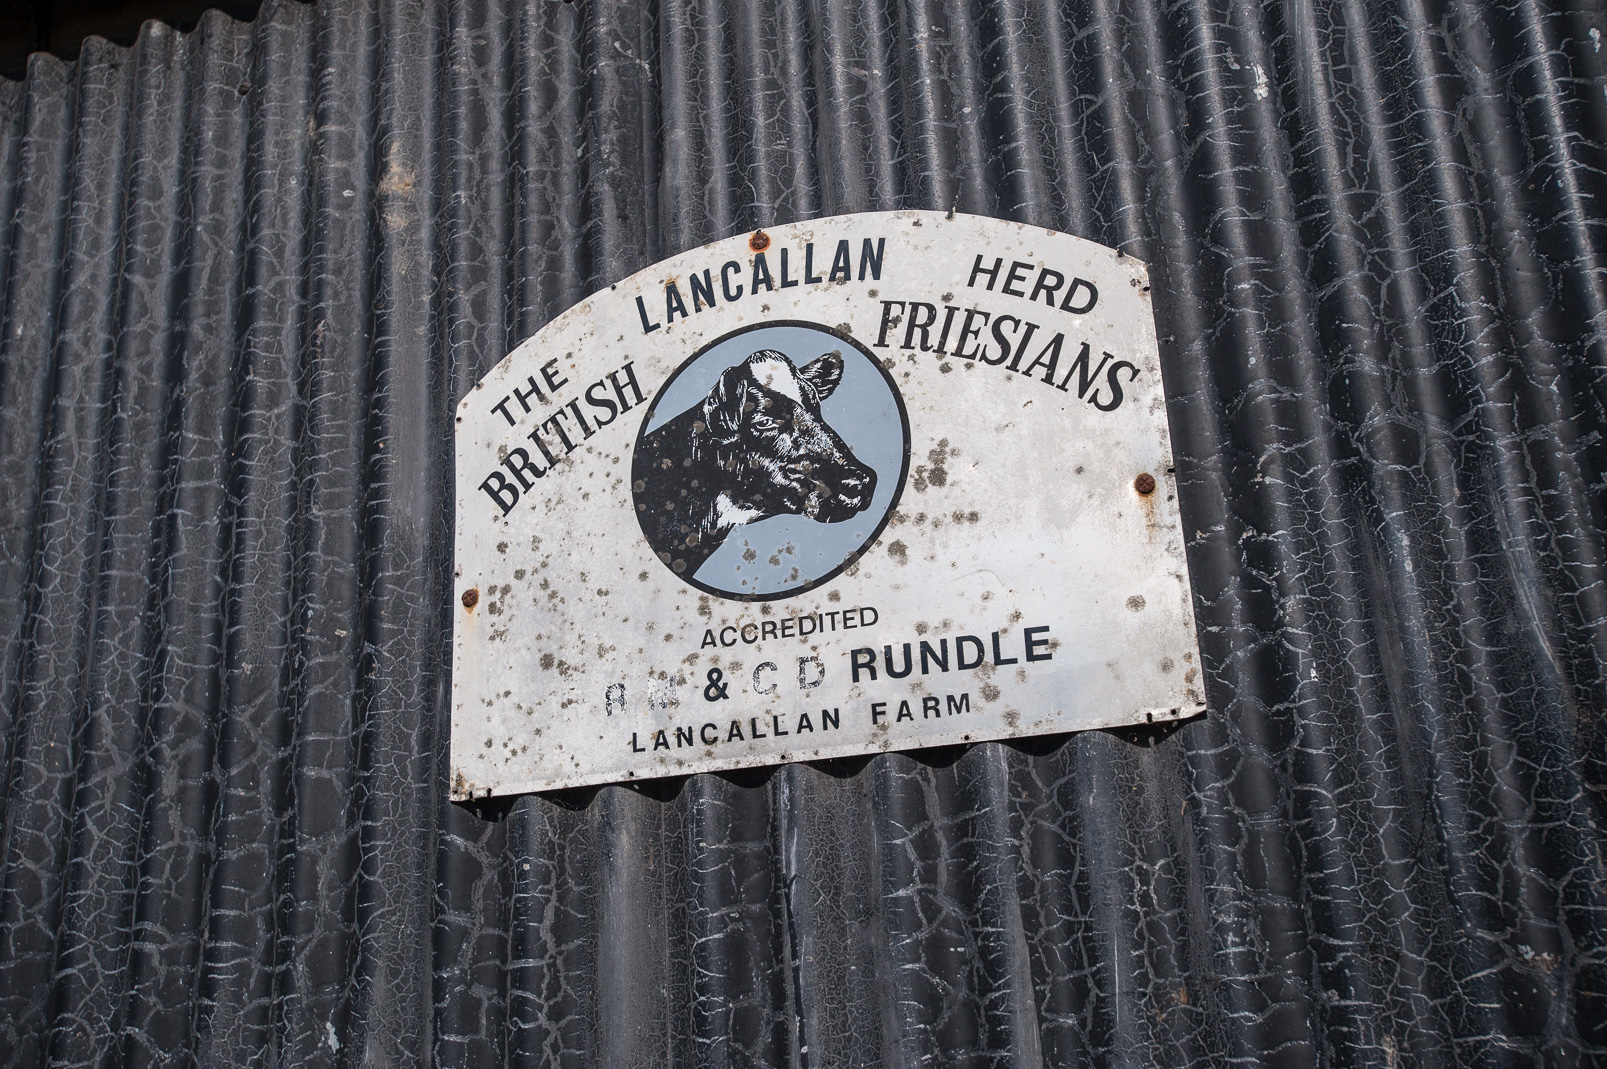 THE LANCALLAN HERD
BRITISH FRIESIANS
ACCREDITED
R M & C D RUNDLE
LANCALLAN FARM